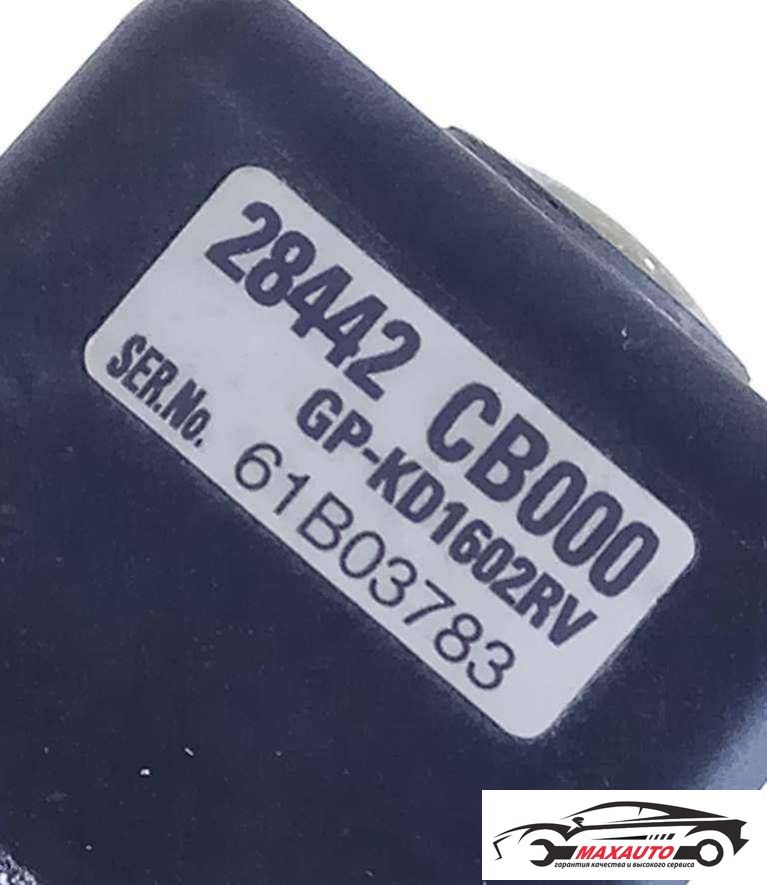 28442 CB000
GP-KD1602RV
SER.No. 61B03783
MAXAUTO
гарантия качества и высокого сервиса